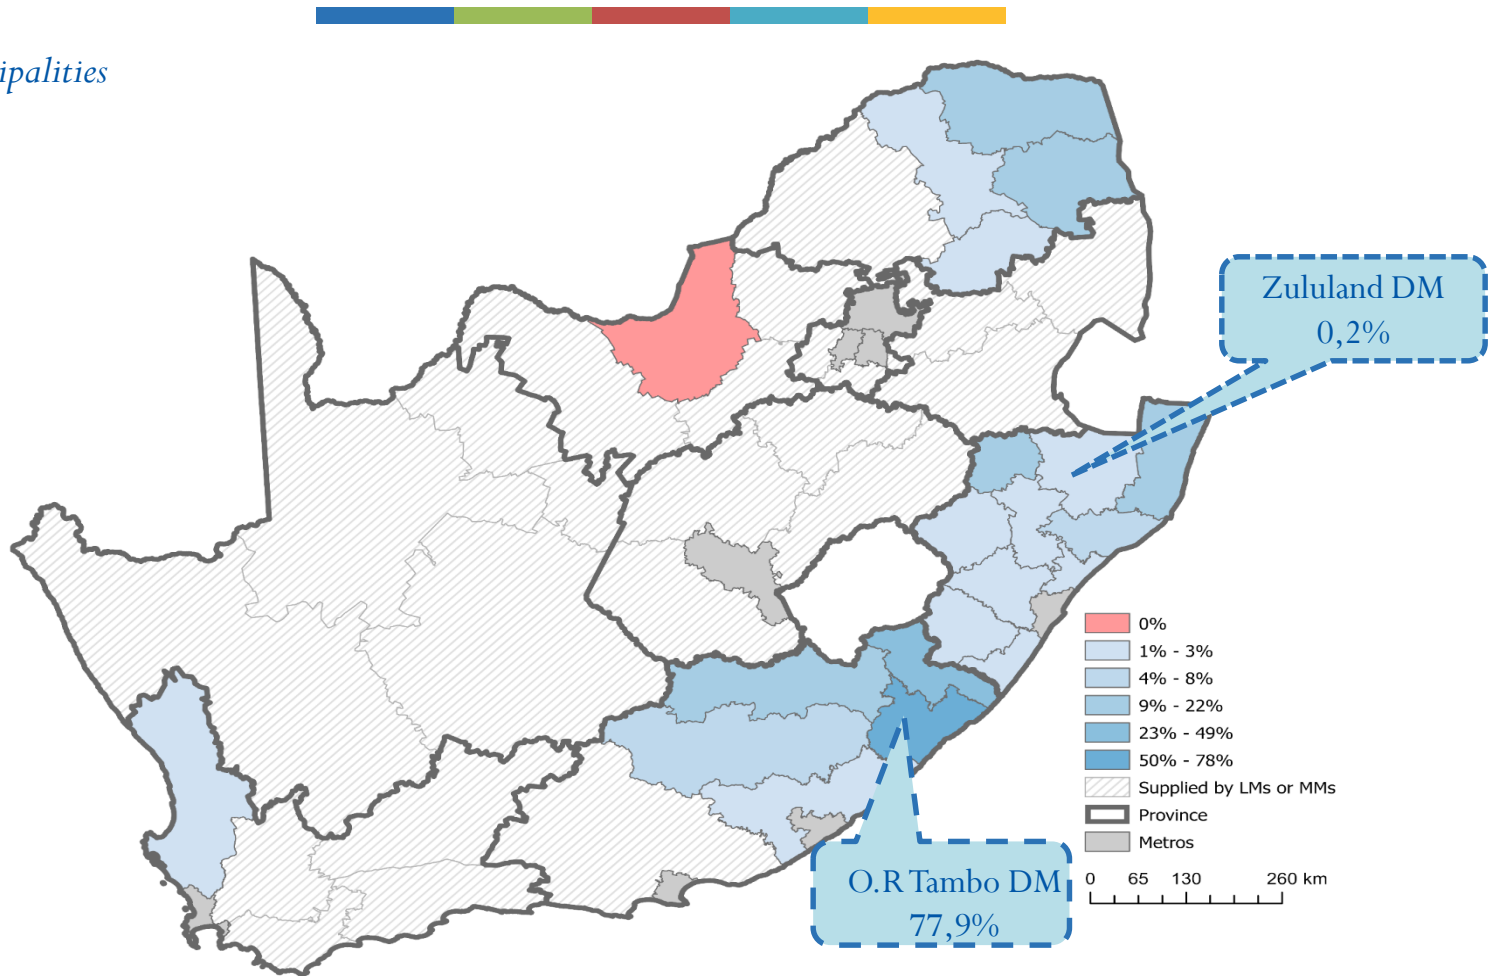 ipalities
Zululand DM
0,2%
0%
1% - 3%
4% - 8%
9% - 22%
23% - 49%
50% - 78%
Supplied by LMs or MMs
Province
Metros
O.R Tambo DM
77,9%
0 65 130 260 km